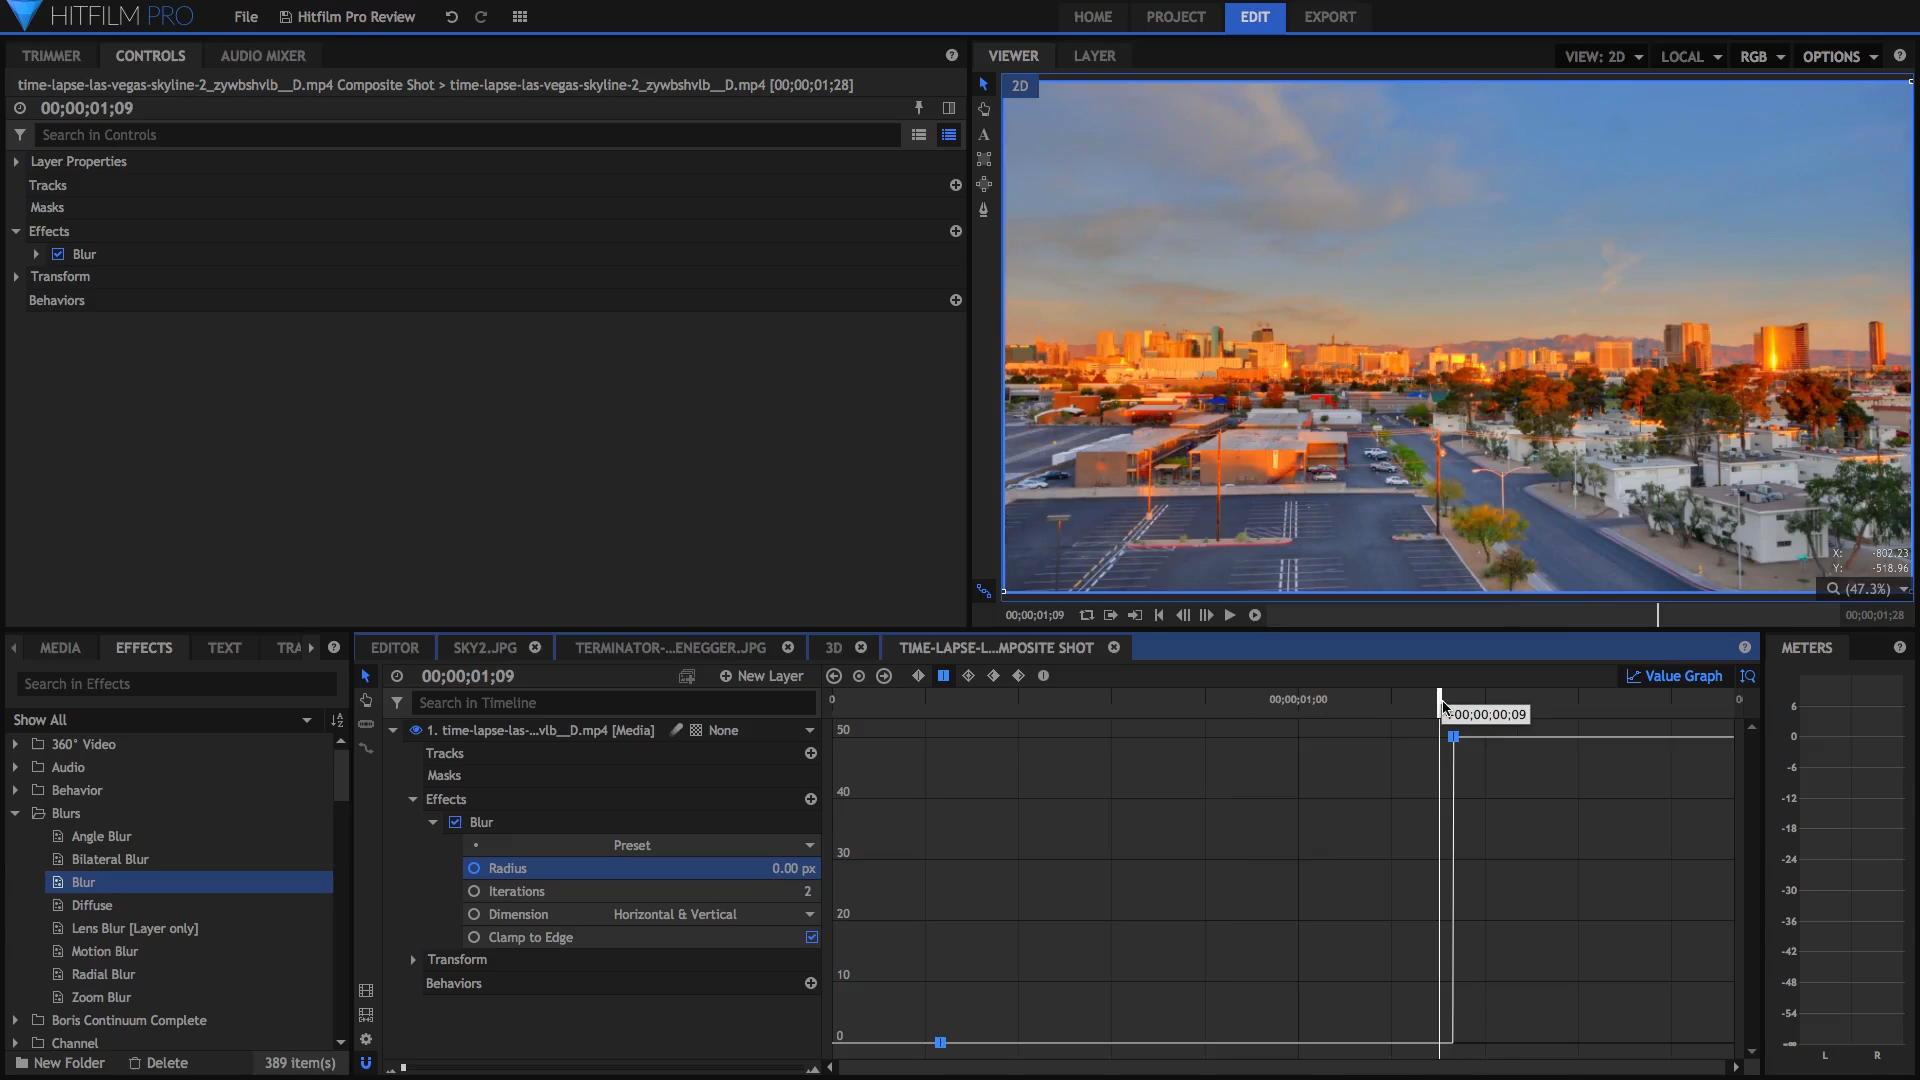 HITFILM PRO
File
Hitfilm Pro Review
HOME
PROJECT
EDIT
EXPORT
TRIMMER
CONTROLS
AUDIO MIXER
time-lapse-las-vegas-skyline-2_zywbshvlb__D.mp4 Composite Shot > time-lapse-las-vegas-skyline-2_zywbshvlb__D.mp4 [00;00;01;28]
00;00;01;09
Search in Controls
Layer Properties
Tracks
Masks
Effects
Blur
Transform
Behaviors
VIEWER
LAYER
VIEW: 2D
LOCAL
RGB
OPTIONS
2D
X: -802.23
Y: -518.96
(47.3%)
00;00;01;09
00;00;01;28
MEDIA
EFFECTS
TEXT
TRA
Search in Effects
Show All
360° Video
Audio
Behavior
Blurs
Angle Blur
Bilateral Blur
Blur
Diffuse
Lens Blur [Layer only]
Motion Blur
Radial Blur
Zoom Blur
Boris Continuum Complete
Channel
New Folder
Delete
389 item(s)
EDITOR
SKY2.JPG
TERMINATOR-...ENEGGER.JPG
3D
TIME-LAPSE-L...MPOSITE SHOT
00;00;01;09
New Layer
Value Graph
Search in Timeline
1. time-lapse-las-...vlb__D.mp4 [Media]
None
Tracks
Masks
Effects
Blur
Preset
Radius
0.00 px
Iterations
2
Dimension
Horizontal & Vertical
Clamp to Edge
Transform
Behaviors
0
00;00;01;00
00;00;00;09
50
40
30
20
10
0
METERS
6
0
-6
-12
-18
-24
-30
-36
-42
-48
-54
-∞
L
R